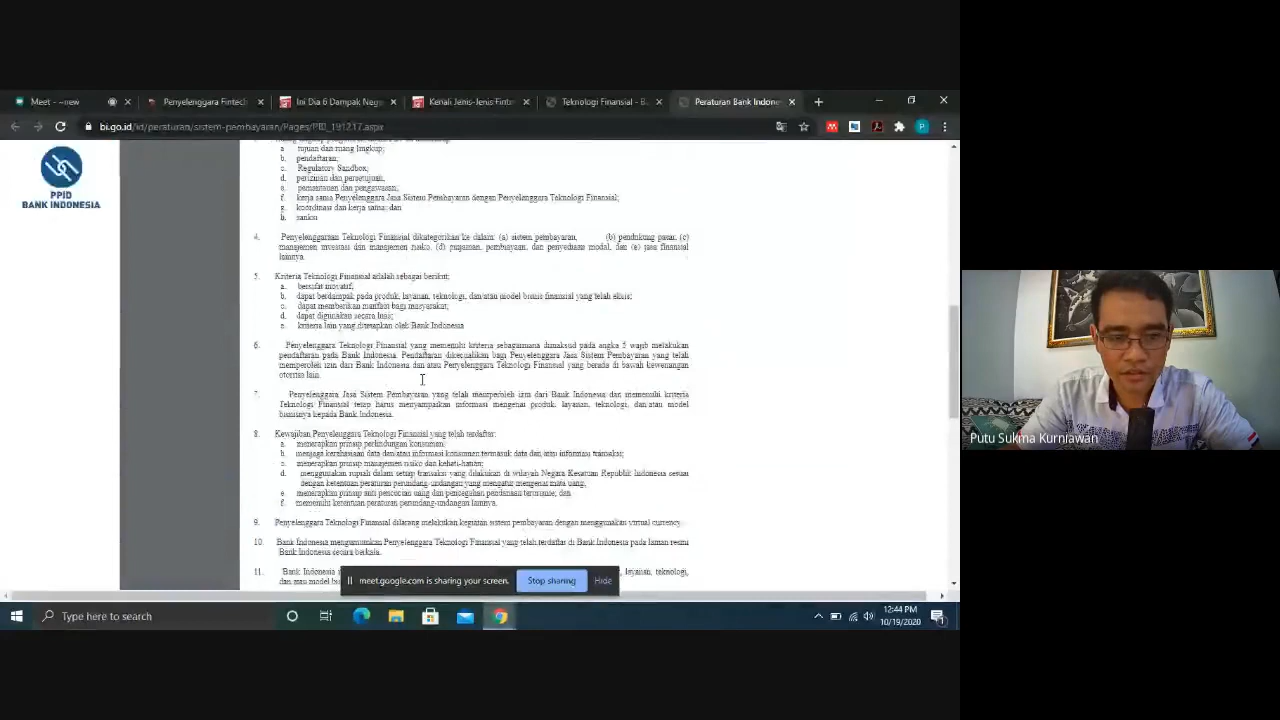 Meet - ~new
Penyelenggara Fintech
Ini Dia 6 Dampak Nega
Kenali Jenis-Jenis Fint
Teknologi Finansial - B
Peraturan Bank Indone
bi.go.id/id/peraturan/sistem-pembayaran/Pages/PBI_191217.aspx
PPID
BANK INDONESIA
a. tujuan dan ruang lingkup;
b. pendaftaran;
c. Regulatory Sandbox;
d. perizinan dan persetujuan;
e. pemantauan dan pengawasan;
f. kerja sama Penyelenggara Jasa Sistem Pembayaran dengan Penyelenggara Teknologi Finansial;
g. koordinasi dan kerja sama; dan
h. sanksi
4. Penyelenggaraan Teknologi Finansial dikategorikan ke dalam: (a) sistem pembayaran, (b) pendukung pasar, (c)
manajemen investasi dan manajemen risiko, (d) pinjaman, pembiayaan, dan penyediaan modal, dan (e) jasa finansial
lainnya.
5. Kriteria Teknologi Finansial adalah sebagai berikut:
a. bersifat inovatif;
b. dapat berdampak pada produk, layanan, teknologi, dan/atau model bisnis finansial yang telah eksis;
c. dapat memberikan manfaat bagi masyarakat;
d. dapat digunakan secara luas;
e. kriteria lain yang ditetapkan oleh Bank Indonesia
6. Penyelenggara Teknologi Finansial yang memenuhi kriteria sebagaimana dimaksud pada angka 5 wajib melakukan
pendaftaran pada Bank Indonesia. Pendaftaran dikecualikan bagi Penyelenggara Jasa Sistem Pembayaran yang telah
memperoleh izin dari Bank Indonesia dan atau Penyelenggara Teknologi Finansial yang berada di bawah kewenangan
otoritas lain.
7. Penyelenggara Jasa Sistem Pembayaran yang telah memperoleh izin dari Bank Indonesia dan memenuhi kriteria
Teknologi Finansial tetap harus menyampaikan informasi mengenai produk, layanan, teknologi, dan/atau model
bisnisnya kepada Bank Indonesia.
8. Kewajiban Penyelenggara Teknologi Finansial yang telah terdaftar:
a. menerapkan prinsip perlindungan konsumen;
b. menjaga kerahasiaan data dan/atau informasi konsumen termasuk data dan/atau informasi transaksi;
c. menerapkan prinsip manajemen risiko dan kehati-hatian;
d. menggunakan rupiah dalam setiap transaksi yang dilakukan di wilayah Negara Kesatuan Republik Indonesia sesuai
dengan ketentuan peraturan perundang-undangan yang mengatur mengenai mata uang;
e. menerapkan prinsip anti pencucian uang dan pencegahan pendanaan terorisme; dan
f. memenuhi ketentuan peraturan perundang-undangan lainnya.
9. Penyelenggara Teknologi Finansial dilarang melakukan kegiatan sistem pembayaran dengan menggunakan virtual currency.
10. Bank Indonesia mengumumkan Penyelenggara Teknologi Finansial yang telah terdaftar di Bank Indonesia pada laman resmi
Bank Indonesia secara berkala.
11. Bank Indonesia layanan, teknologi,
dan atau model
meet.google.com is sharing your screen. Stop sharing Hide
Type here to search
12:44 PM
10/19/2020
Putu Sukma Kurniawan